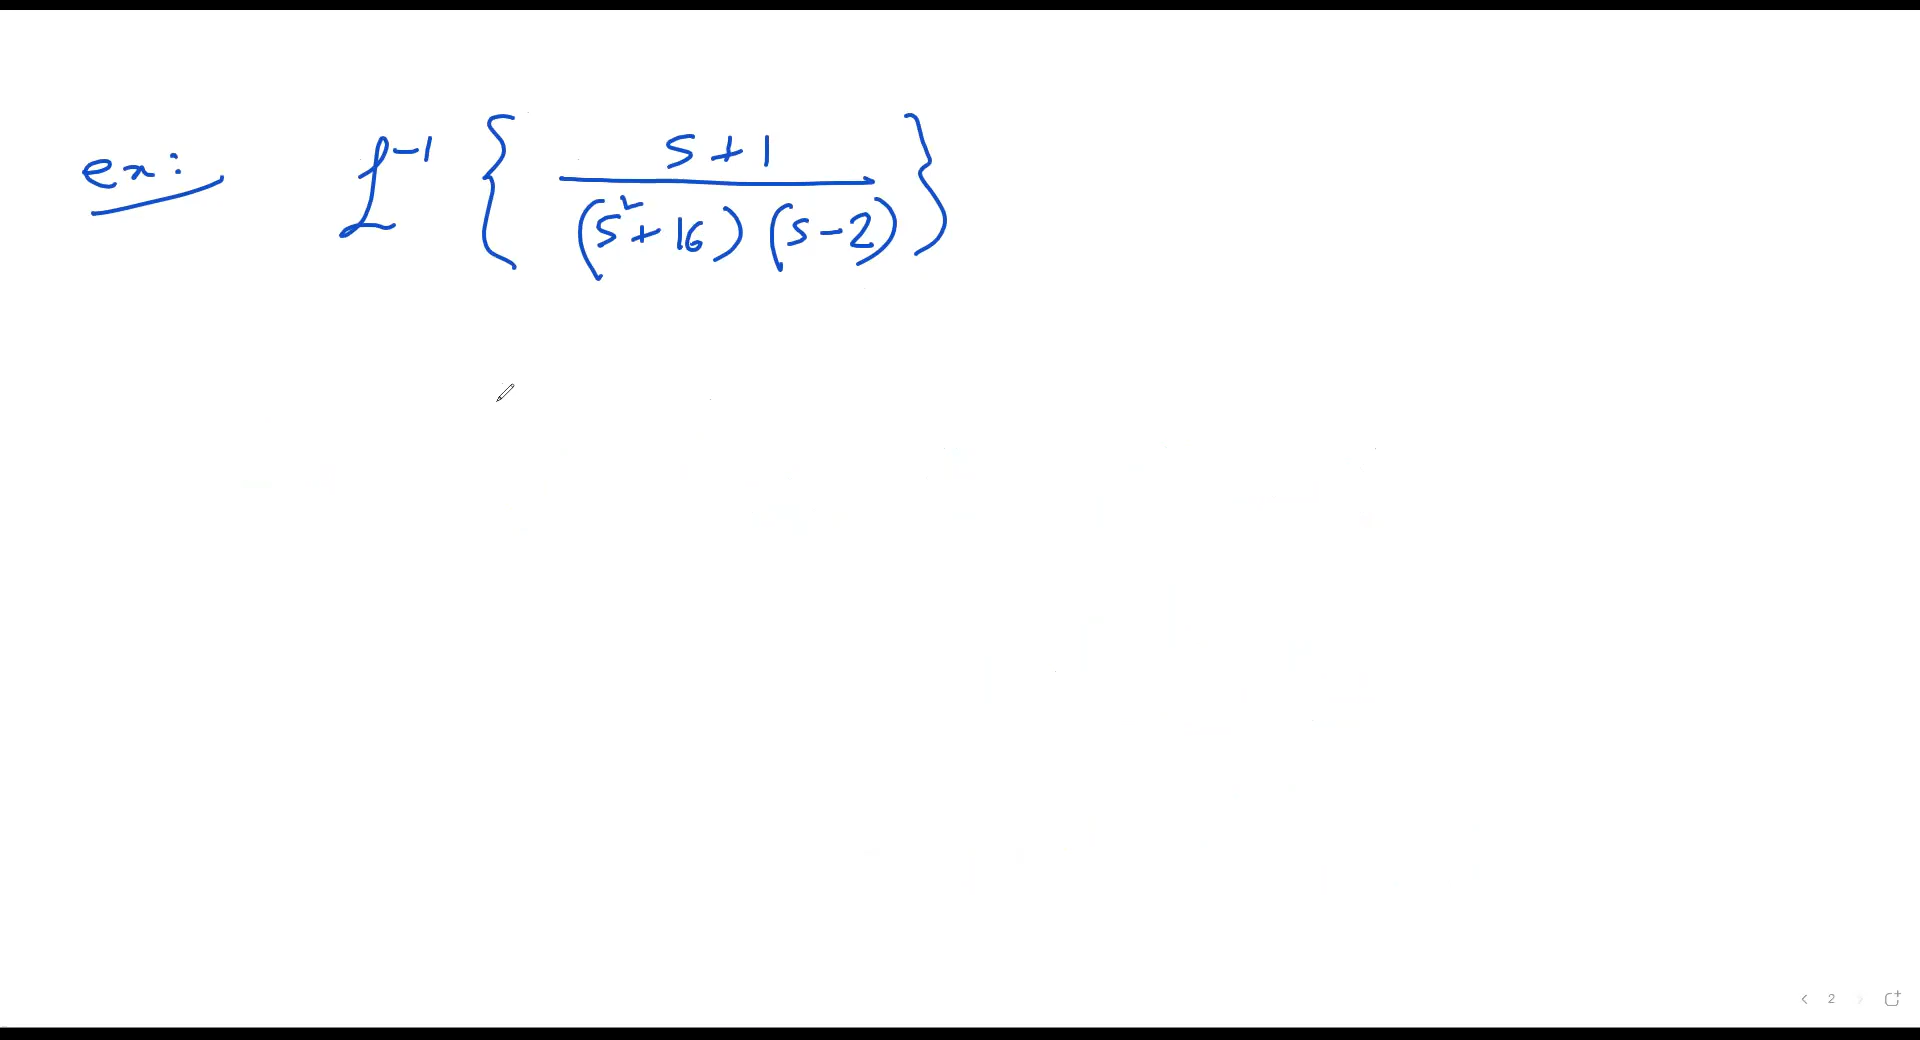 ex: ℒ⁻¹ { (s + 1) / ((s² + 16) (s - 2)) }
2